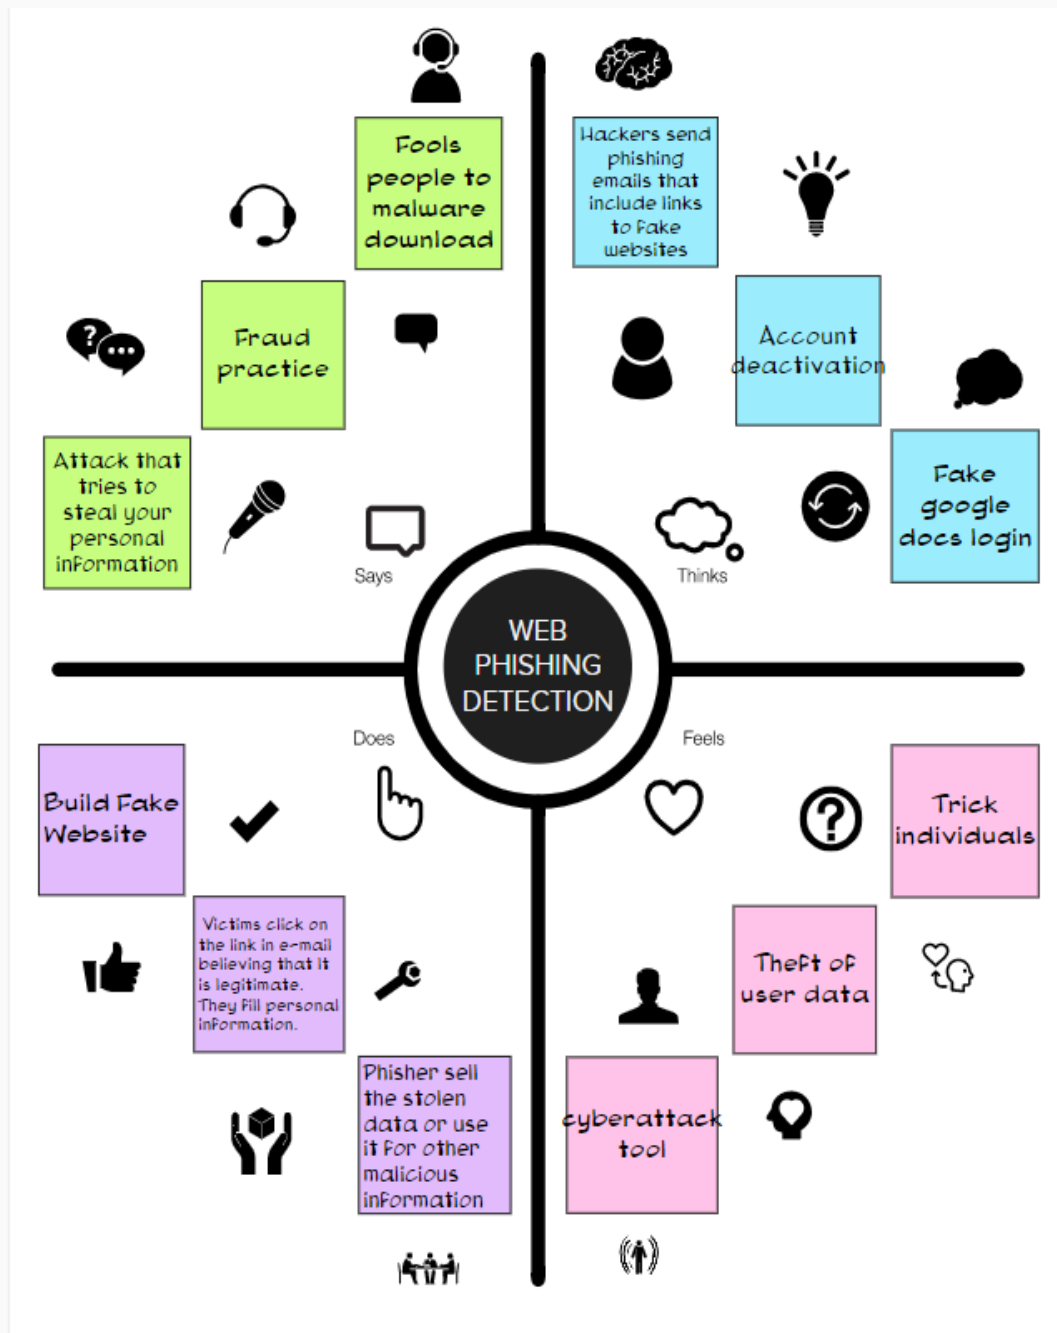 Fools
people to
malware
download
Hackers send
phishing
emails that
include links
to Fake
websites
Fraud
practice
?
Account
deactivation
Attack that
tries to
steal your
personal
information
Fake
google
docs login
Says
Thinks
WEB
PHISHING
DETECTION
Does
Feels
Build Fake
Website
?
Trick
individuals
Victims click on
the link in e-mail
believing that it
is legitimate.
They fill personal
information.
Theft of
user data
Phisher sell
the stolen
data or use
it for other
malicious
information
cyberattack
tool